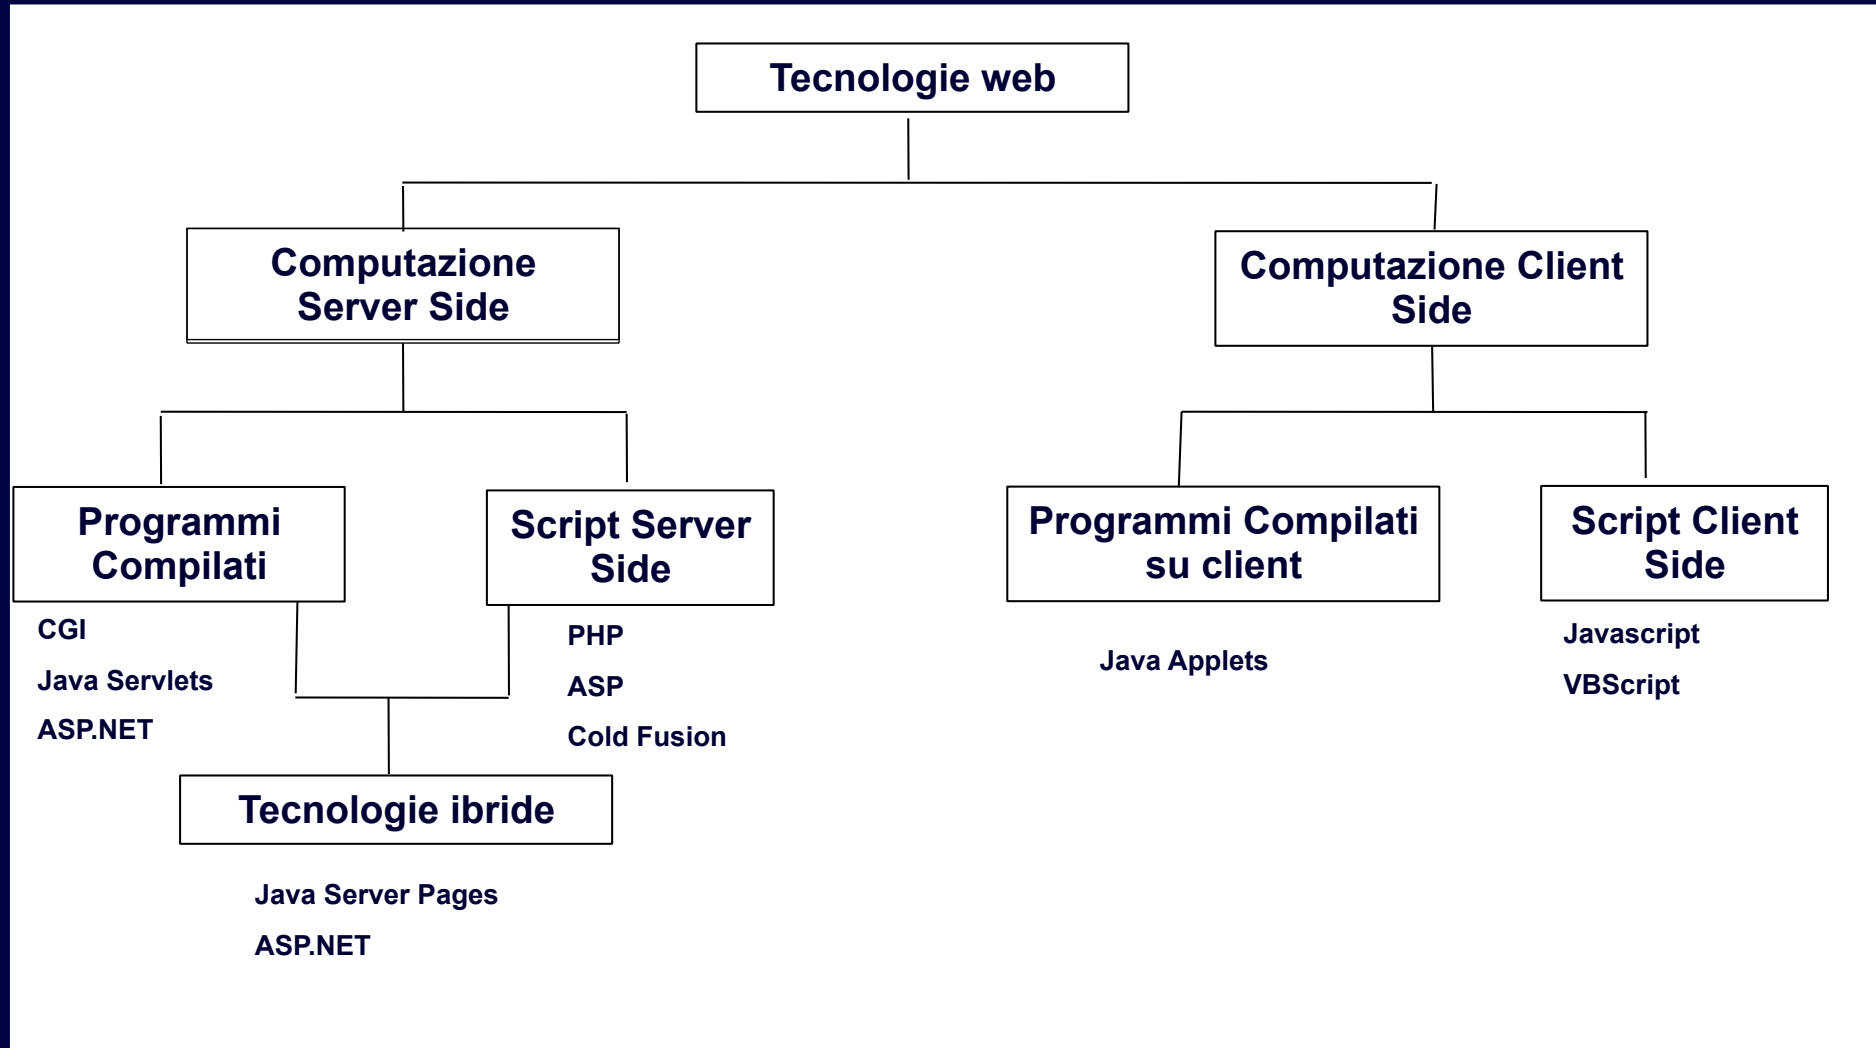 Tecnologie web
Computazione
Server Side
Computazione Client
Side
Programmi
Compilati
Script Server
Side
Programmi Compilati
su client
Script Client
Side
CGI
Java Servlets
ASP.NET
PHP
ASP
Cold Fusion
Java Applets
Javascript
VBScript
Tecnologie ibride
Java Server Pages
ASP.NET